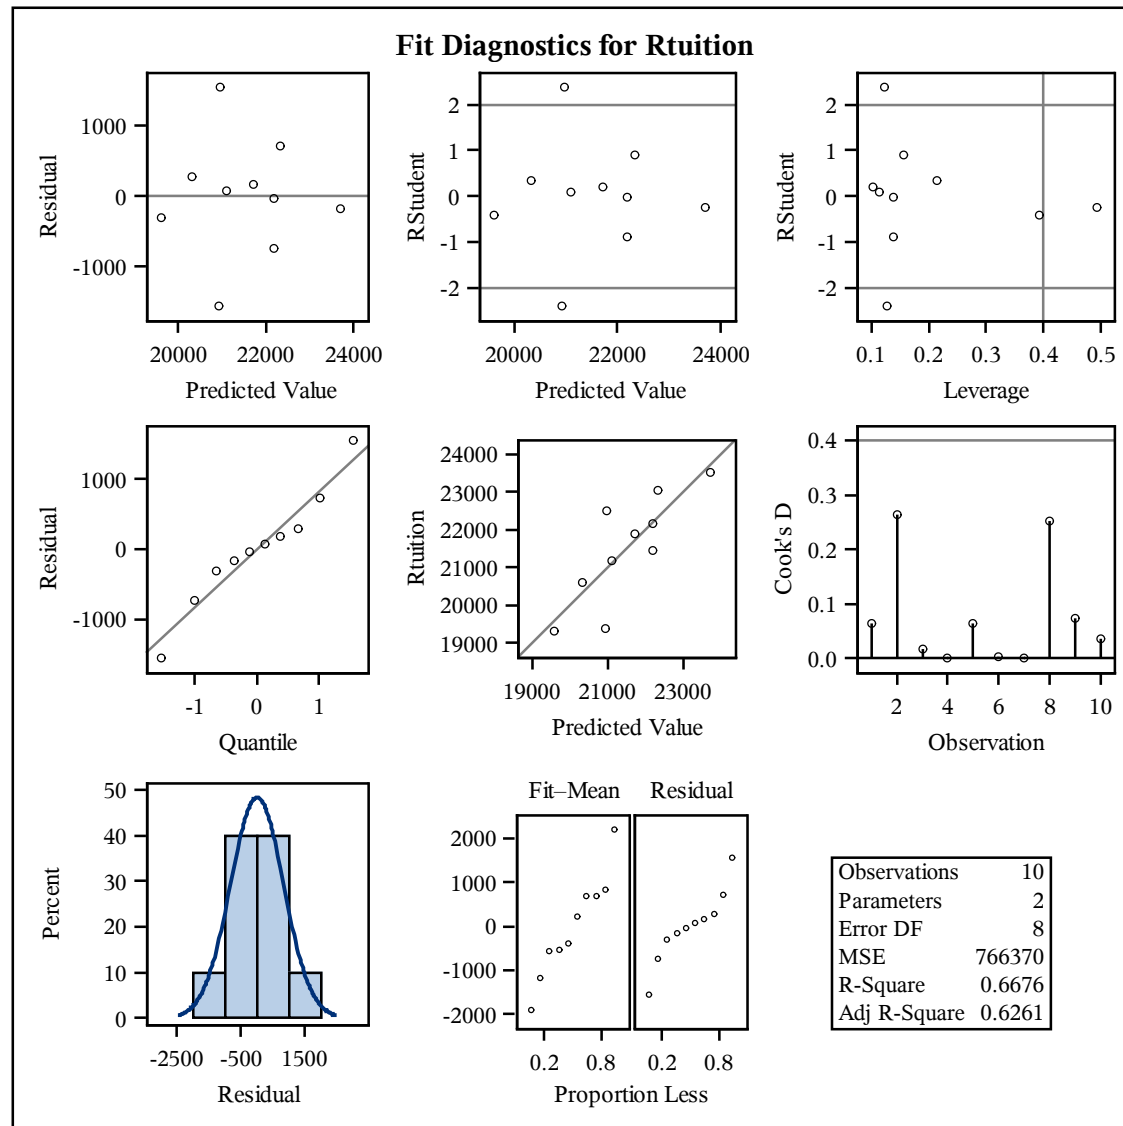 Fit Diagnostics for Rtuition
1000
0
-1000
Residual
20000 22000 24000
Predicted Value
2
1
0
-1
-2
RStudent
20000 22000 24000
Predicted Value
2
1
0
-1
-2
RStudent
0.1 0.2 0.3 0.4 0.5
Leverage
1000
0
-1000
Residual
-1 0 1
Quantile
24000
23000
22000
21000
20000
19000
Rtuition
19000 21000 23000
Predicted Value
0.4
0.3
0.2
0.1
0.0
Cook's D
2 4 6 8 10
Observation
50
40
30
20
10
0
Percent
-2500 -500 1500
Residual
Fit–Mean Residual
2000
1000
0
-1000
-2000
0.2 0.8 0.2 0.8
Proportion Less
Observations 10
Parameters 2
Error DF 8
MSE 766370
R-Square 0.6676
Adj R-Square 0.6261